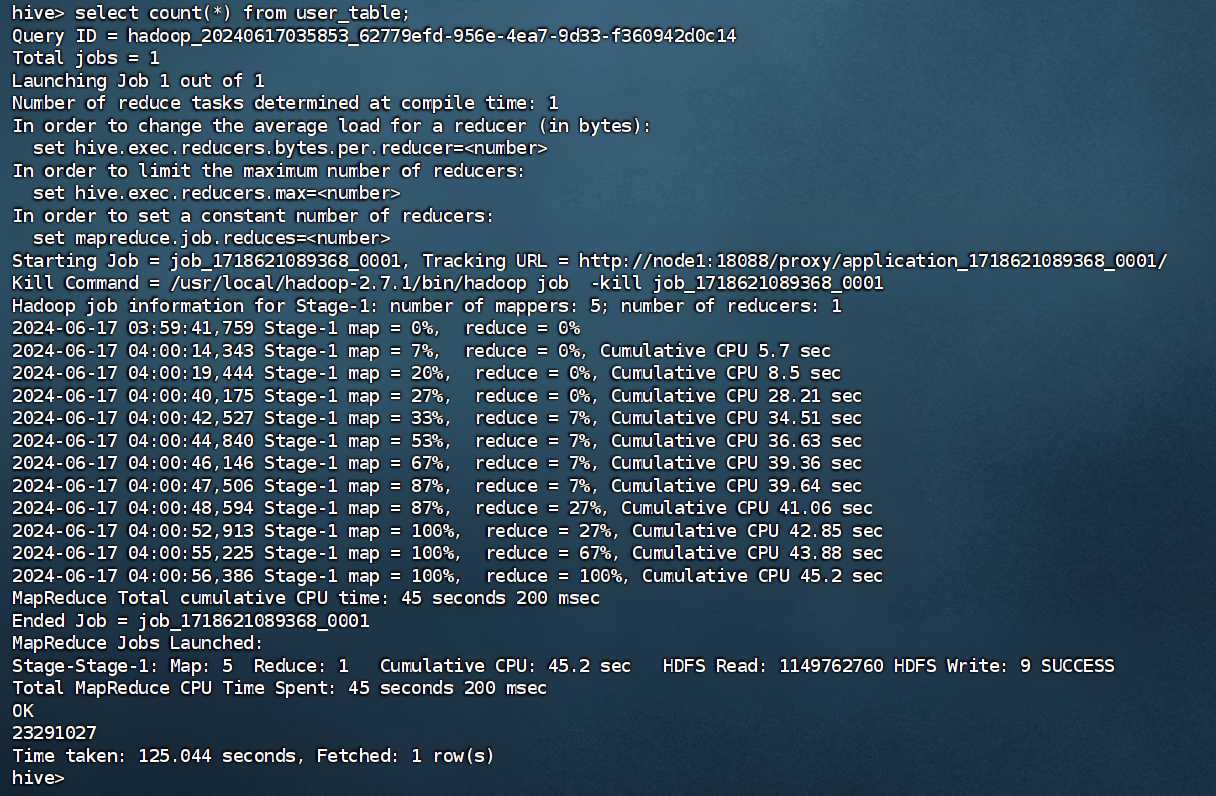 hive> select count(*) from user_table;
Query ID = hadoop_20240617035853_62779efd-956e-4ea7-9d33-f360942d0c14
Total jobs = 1
Launching Job 1 out of 1
Number of reduce tasks determined at compile time: 1
In order to change the average load for a reducer (in bytes):
  set hive.exec.reducers.bytes.per.reducer=<number>
In order to limit the maximum number of reducers:
  set hive.exec.reducers.max=<number>
In order to set a constant number of reducers:
  set mapreduce.job.reduces=<number>
Starting Job = job_1718621089368_0001, Tracking URL = http://node1:18088/proxy/application_1718621089368_0001/
Kill Command = /usr/local/hadoop-2.7.1/bin/hadoop job  -kill job_1718621089368_0001
Hadoop job information for Stage-1: number of mappers: 5; number of reducers: 1
2024-06-17 03:59:41,759 Stage-1 map = 0%,  reduce = 0%
2024-06-17 04:00:14,343 Stage-1 map = 7%,  reduce = 0%, Cumulative CPU 5.7 sec
2024-06-17 04:00:19,444 Stage-1 map = 20%,  reduce = 0%, Cumulative CPU 8.5 sec
2024-06-17 04:00:40,175 Stage-1 map = 27%,  reduce = 0%, Cumulative CPU 28.21 sec
2024-06-17 04:00:42,527 Stage-1 map = 33%,  reduce = 7%, Cumulative CPU 34.51 sec
2024-06-17 04:00:44,840 Stage-1 map = 53%,  reduce = 7%, Cumulative CPU 36.63 sec
2024-06-17 04:00:46,146 Stage-1 map = 67%,  reduce = 7%, Cumulative CPU 39.36 sec
2024-06-17 04:00:47,506 Stage-1 map = 87%,  reduce = 7%, Cumulative CPU 39.64 sec
2024-06-17 04:00:48,594 Stage-1 map = 87%,  reduce = 27%, Cumulative CPU 41.06 sec
2024-06-17 04:00:52,913 Stage-1 map = 100%,  reduce = 27%, Cumulative CPU 42.85 sec
2024-06-17 04:00:55,225 Stage-1 map = 100%,  reduce = 67%, Cumulative CPU 43.88 sec
2024-06-17 04:00:56,386 Stage-1 map = 100%,  reduce = 100%, Cumulative CPU 45.2 sec
MapReduce Total cumulative CPU time: 45 seconds 200 msec
Ended Job = job_1718621089368_0001
MapReduce Jobs Launched:
Stage-Stage-1: Map: 5  Reduce: 1   Cumulative CPU: 45.2 sec   HDFS Read: 1149762760 HDFS Write: 9 SUCCESS
Total MapReduce CPU Time Spent: 45 seconds 200 msec
OK
23291027
Time taken: 125.044 seconds, Fetched: 1 row(s)
hive>